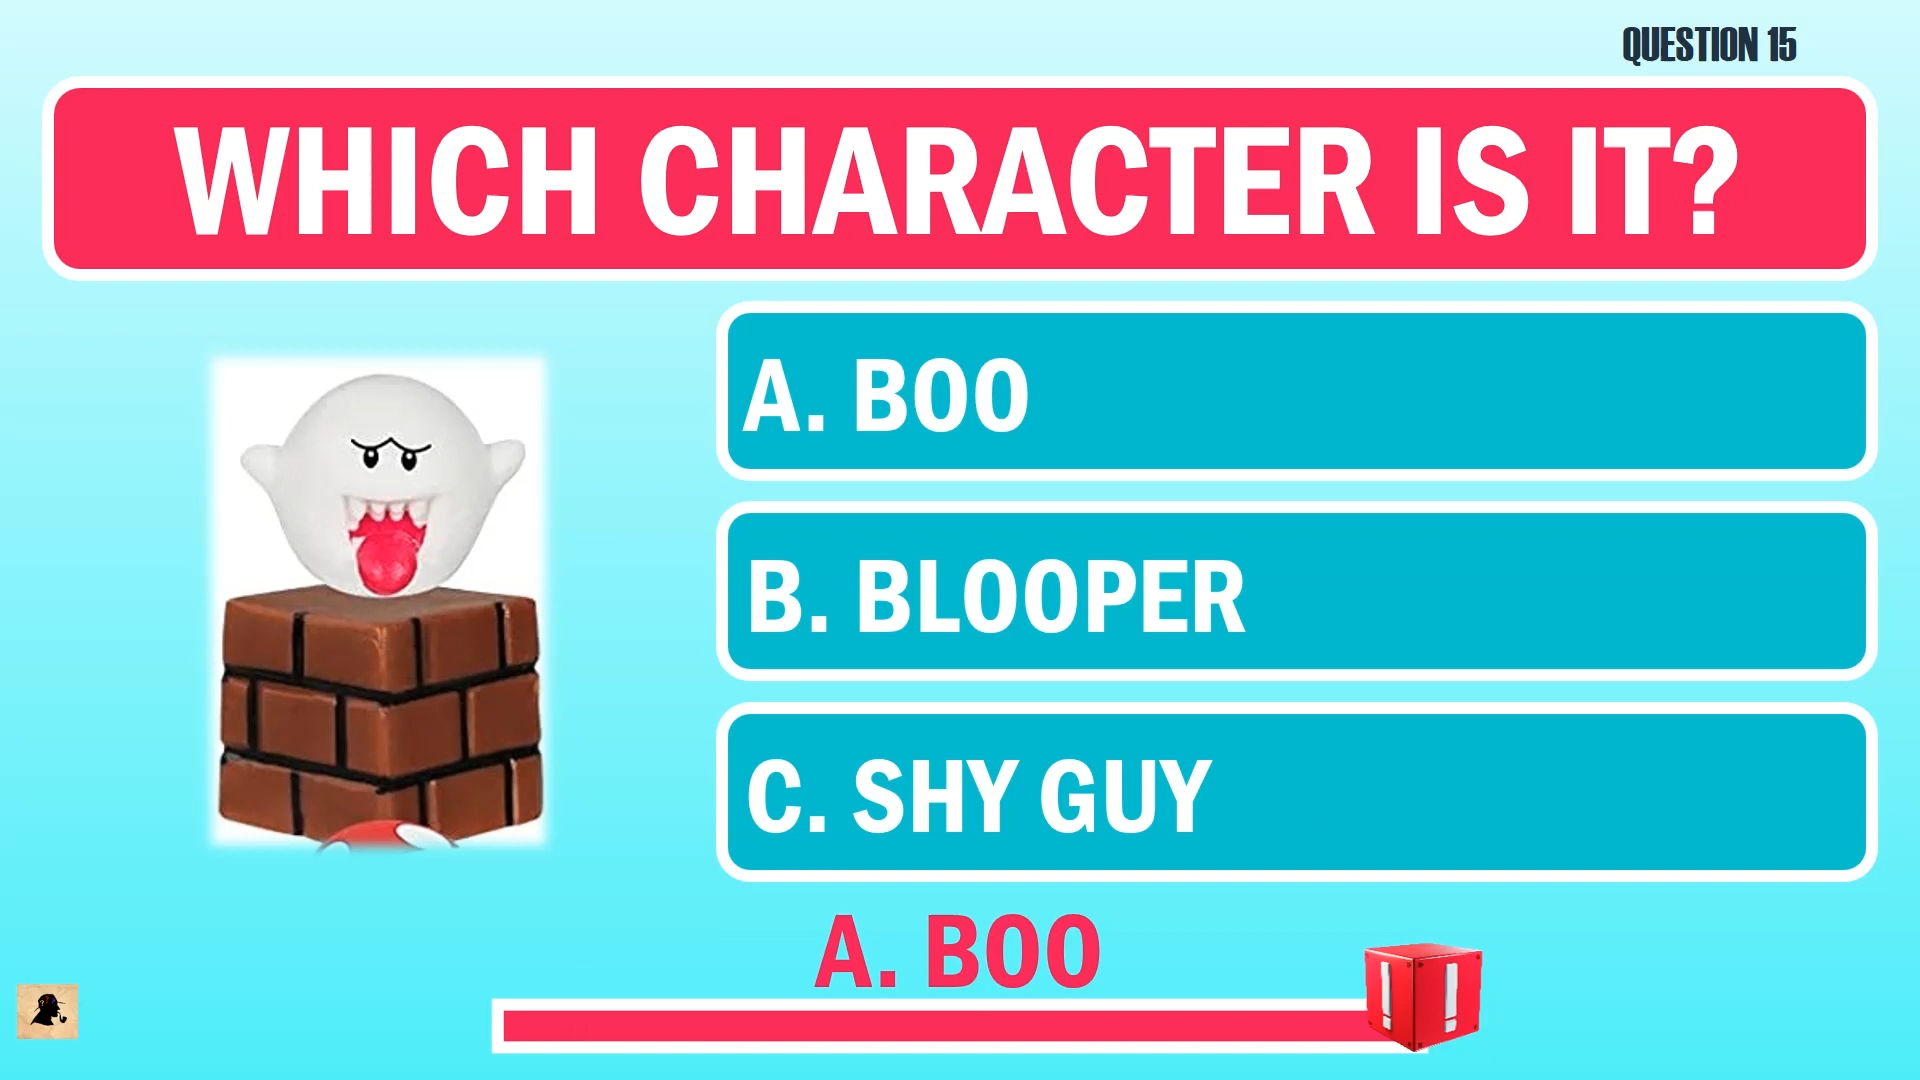 QUESTION 15
WHICH CHARACTER IS IT?
A. BOO
B. BLOOPER
C. SHY GUY
A. BOO